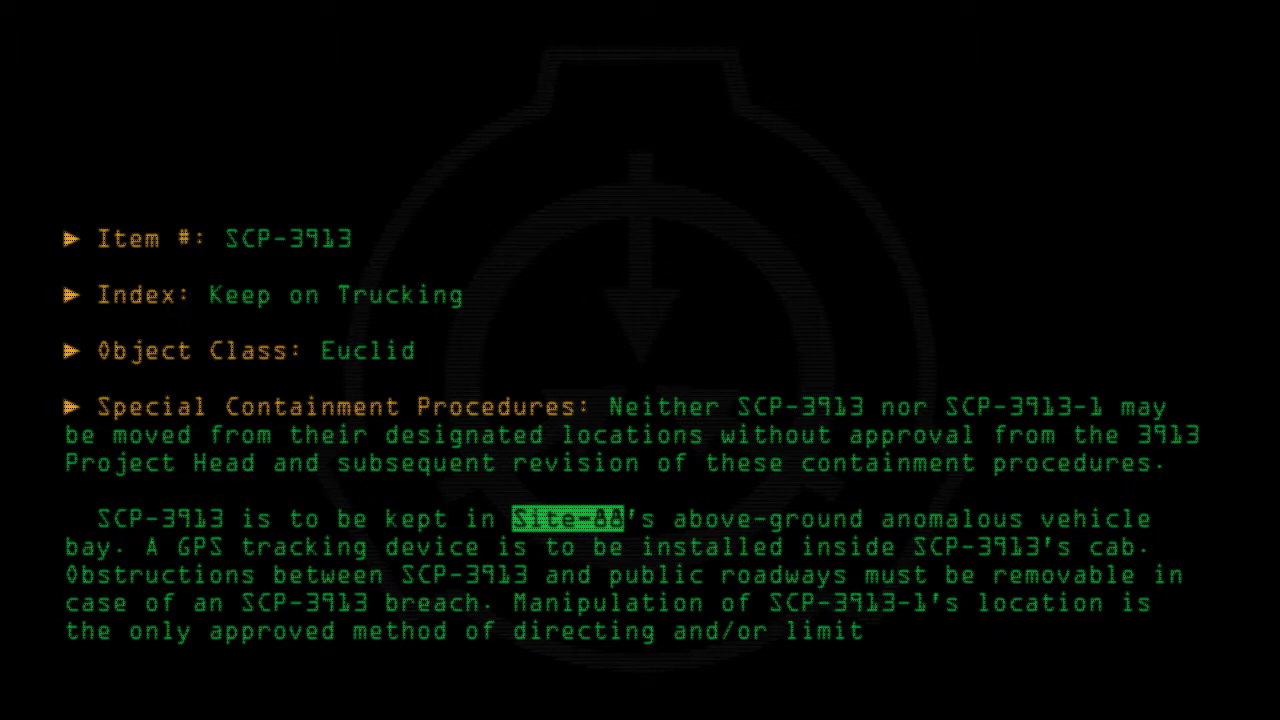 ► Item #: SCP-3913
► Index: Keep on Trucking
► Object Class: Euclid
► Special Containment Procedures: Neither SCP-3913 nor SCP-3913-1 may
be moved from their designated locations without approval from the 3913
Project Head and subsequent revision of these containment procedures.
SCP-3913 is to be kept in Site-88's above-ground anomalous vehicle
bay. A GPS tracking device is to be installed inside SCP-3913's cab.
Obstructions between SCP-3913 and public roadways must be removable in
case of an SCP-3913 breach. Manipulation of SCP-3913-1's location is
the only approved method of directing and/or limit